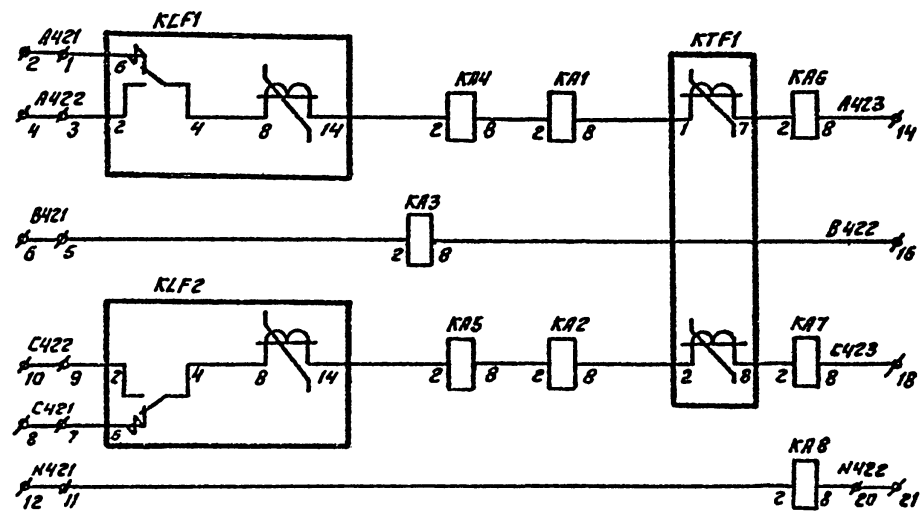 KLF1
A421
2 1 6
KTF1
KA4 KA1 KA6
A422 A423
4 3 2 4 8 14 2 8 2 8 1 7 2 8 14
KA3
B421 B422
6 5 2 8 16
KLF2
C422 KA5 KA2 KA7 C423
10 9 2 4 8 14 2 8 2 8 2 8 2 8 18
C421
8 7 6
KA8
N421 N422
12 11 2 8 20 21